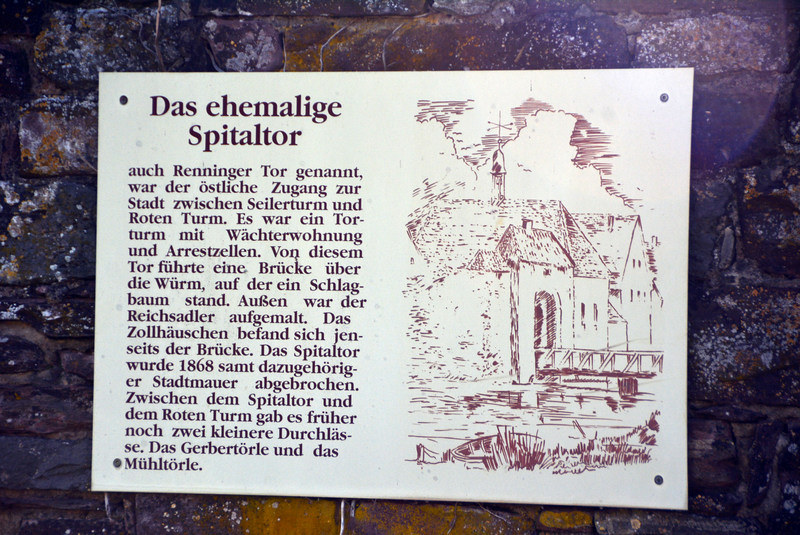 Das ehemalige
Spitaltor
auch Renninger Tor genannt,
war der östliche Zugang zur
Stadt zwischen Seilerturm und
Roten Turm. Es war ein Tor-
turm mit Wächterwohnung
und Arrestzellen. Von diesem
Tor führte eine Brücke über
die Würm, auf der ein Schlag-
baum stand. Außen war der
Reichsadler aufgemalt. Das
Zollhäuschen befand sich jen-
seits der Brücke. Das Spitaltor
wurde 1868 samt dazugehörig-
er Stadtmauer abgebrochen.
Zwischen dem Spitaltor und
dem Roten Turm gab es früher
noch zwei kleinere Durchläs-
se. Das Gerbertörle und das
Mühltörle.